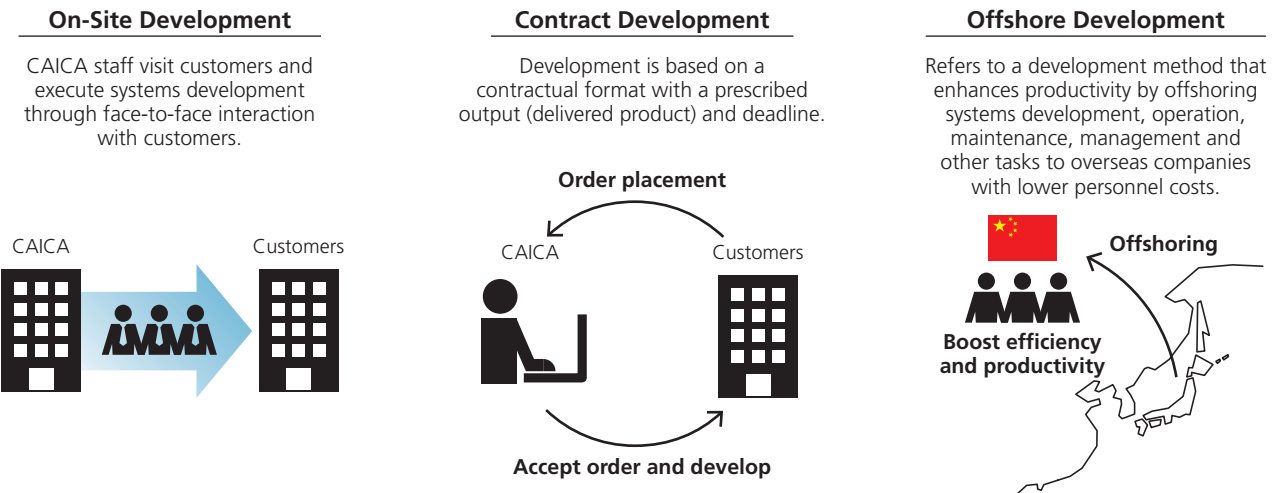 On-Site Development
CAICA staff visit customers and
execute systems development
through face-to-face interaction
with customers.
CAICA
Customers
Contract Development
Development is based on a
contractual format with a prescribed
output (delivered product) and deadline.
Order placement
CAICA
Customers
Accept order and develop
Offshore Development
Refers to a development method that
enhances productivity by offshoring
systems development, operation,
maintenance, management and
other tasks to overseas companies
with lower personnel costs.
Offshoring
Boost efficiency
and productivity